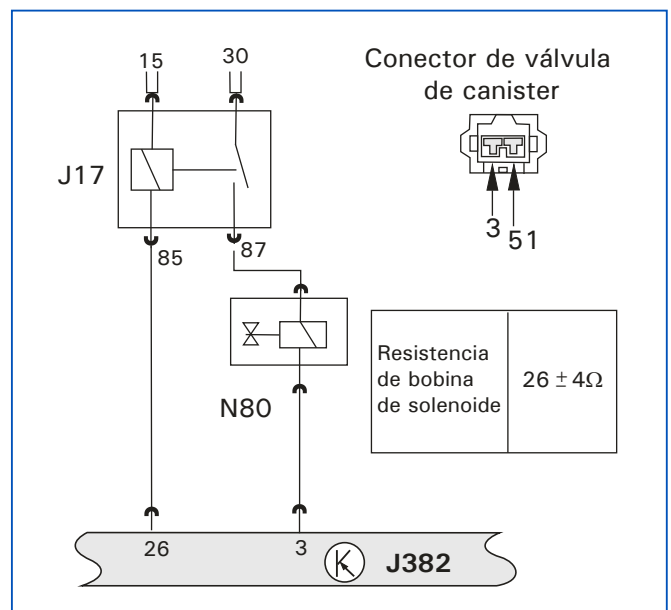 15
30
Conector de válvula
de canister
J17
3
51
85
87
Resistencia
de bobina
de solenoide
26 ± 4Ω
N80
26
3
J382